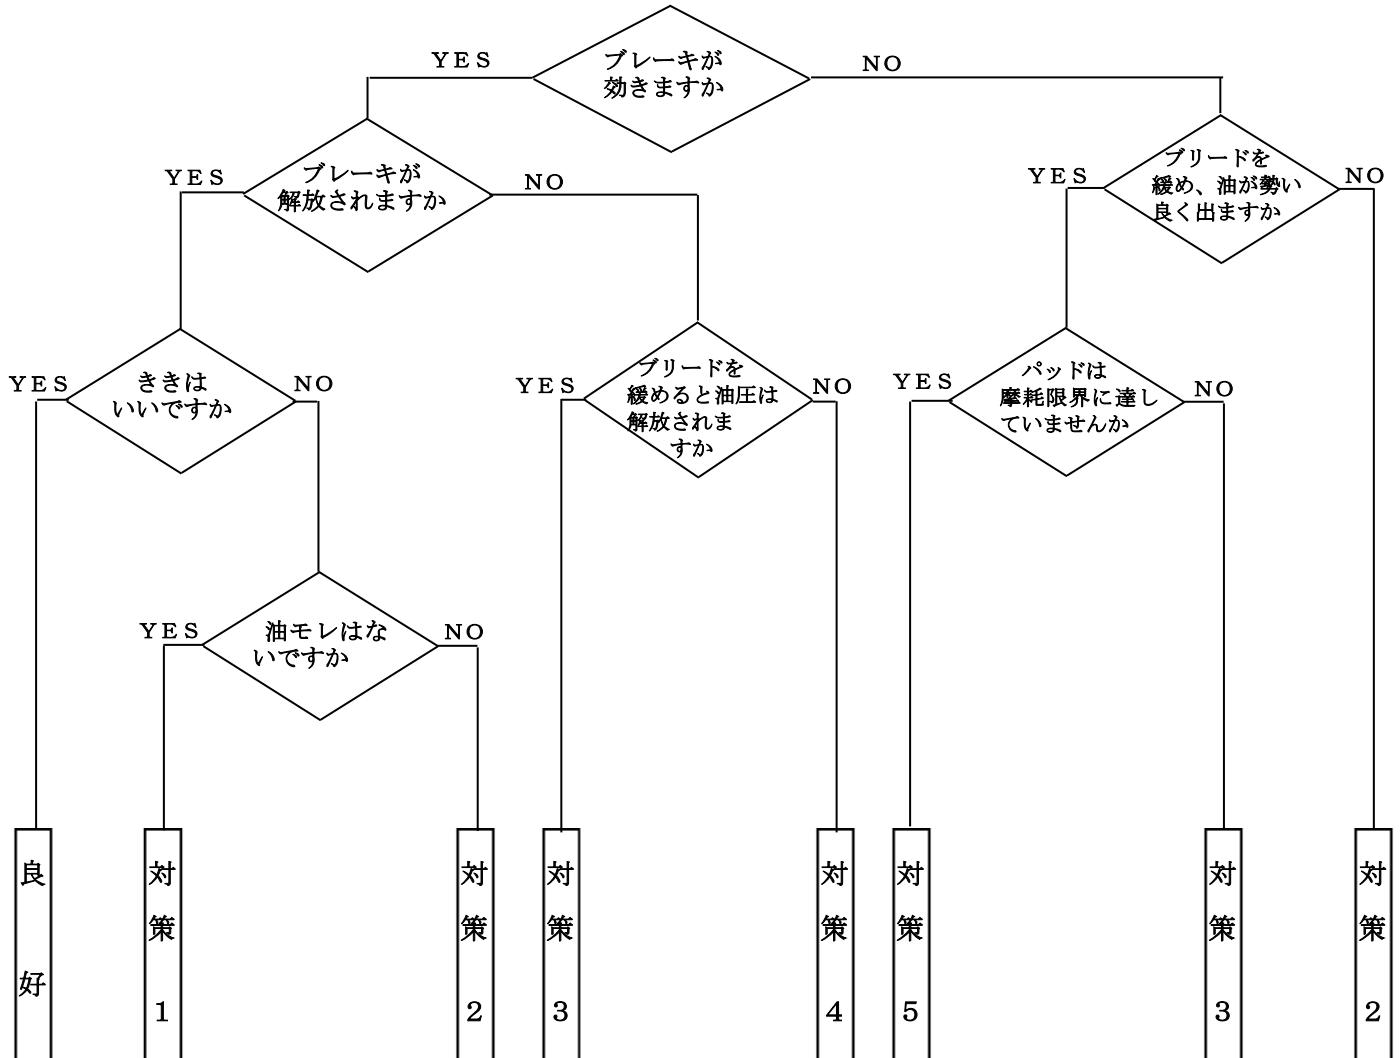 ブレーキが
効きますか
YES
NO
ブレーキが
解放されますか
YES
NO
ブリードを
緩め、油が勢い
良く出ますか
YES
NO
ききは
いいですか
YES
NO
ブリードを
緩めると油圧は
解放されま
すか
YES
NO
パッドは
摩耗限界に達し
ていませんか
YES
NO
油モレはな
いですか
YES
NO
良好
対策1
対策2
対策3
対策4
対策5
対策3
対策2